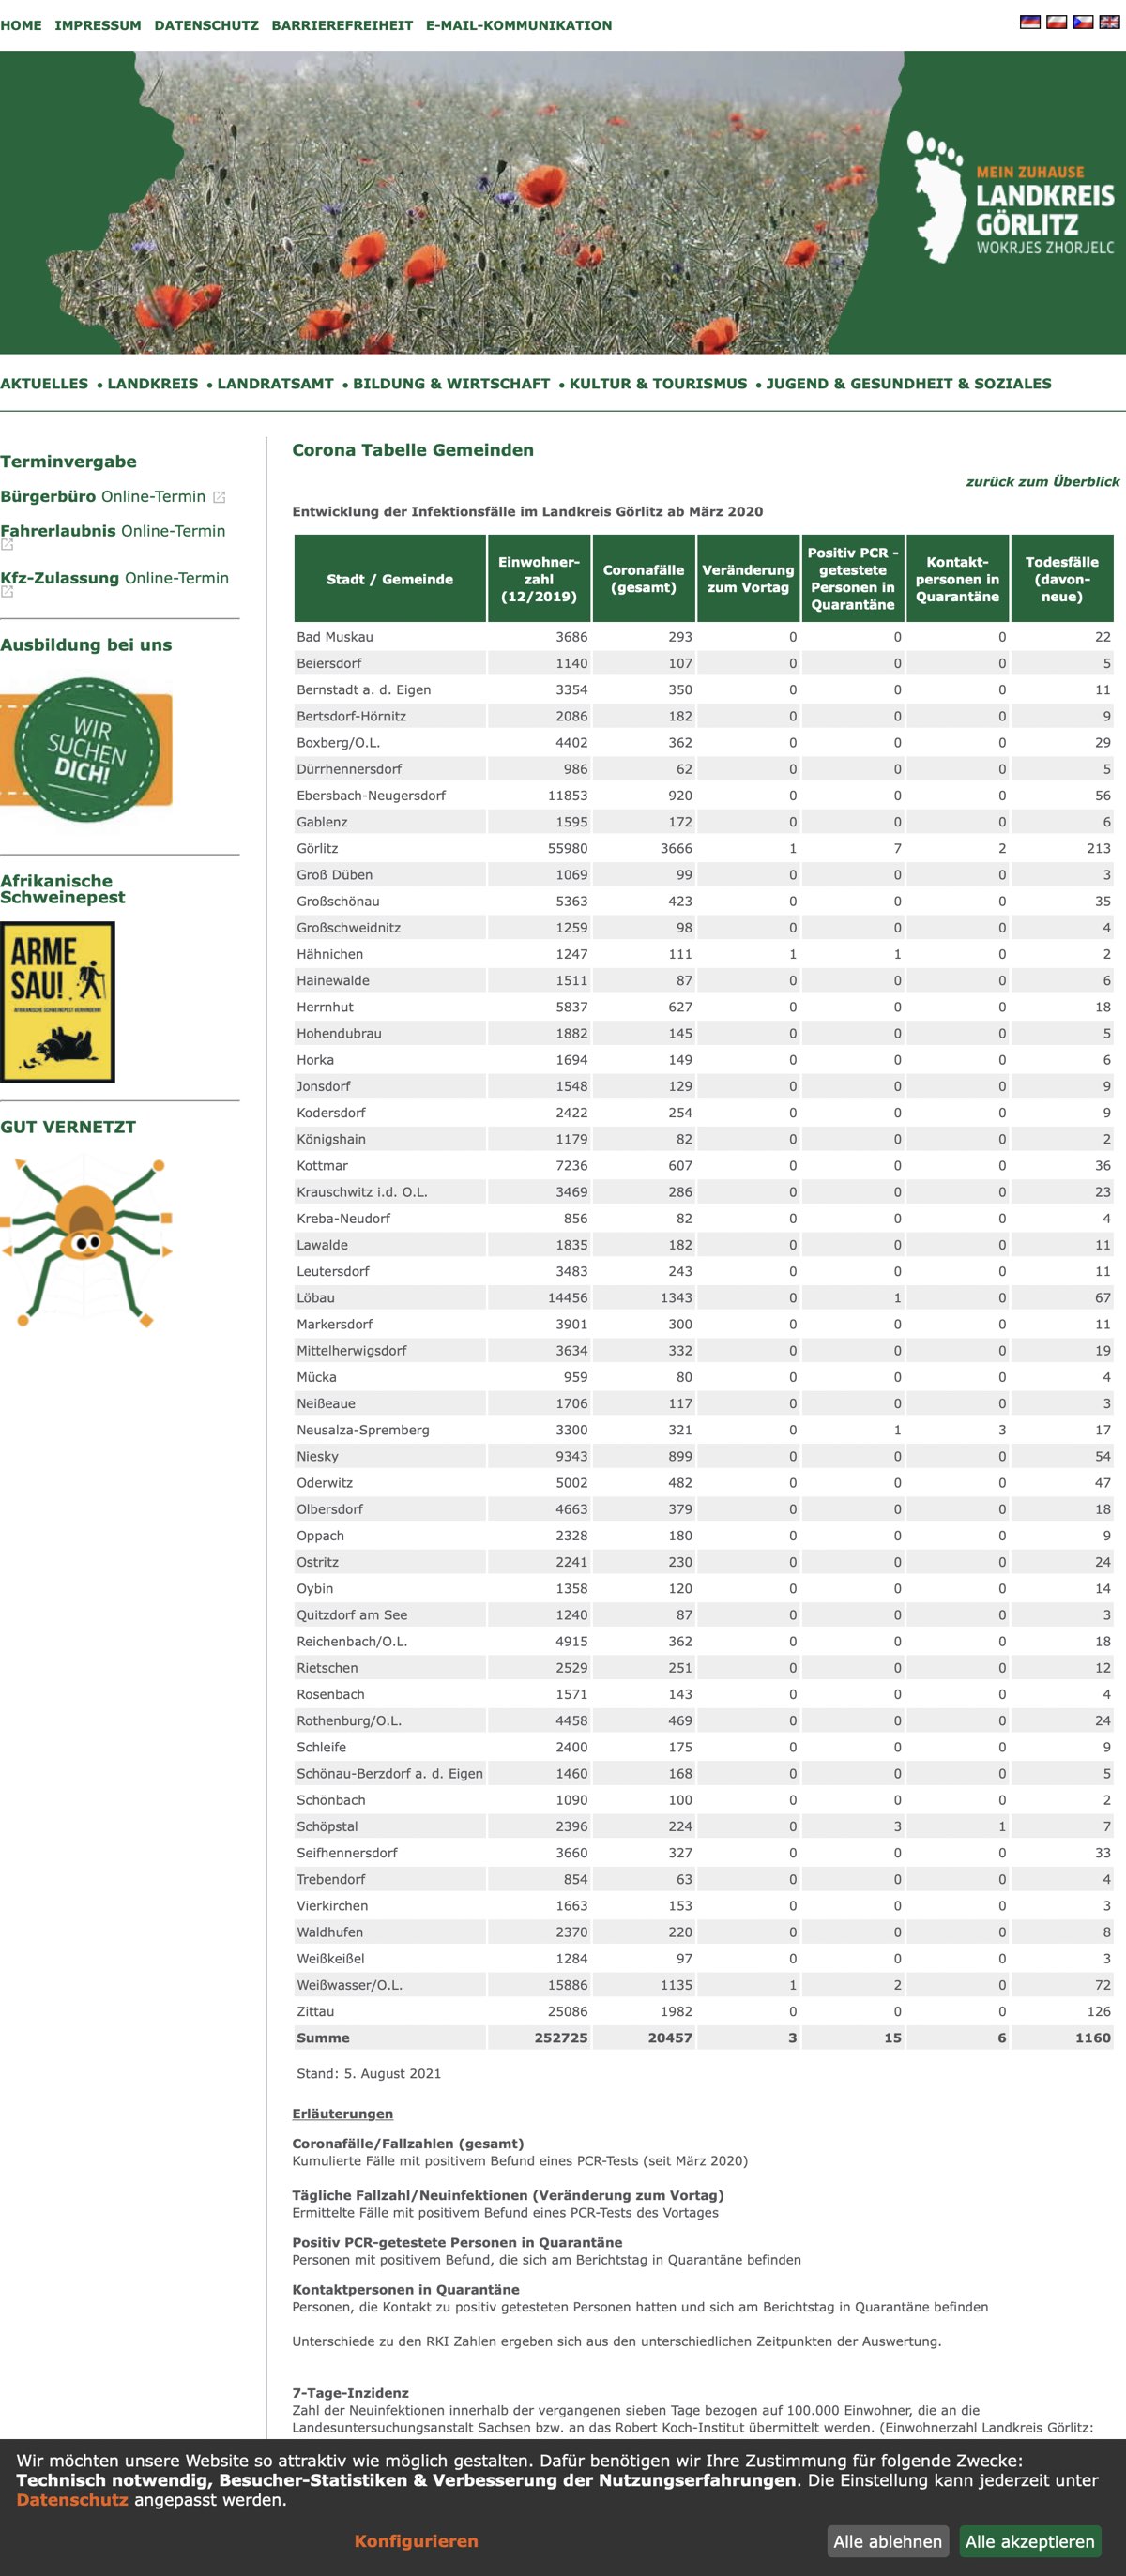 HOME IMPRESSUM DATENSCHUTZ BARRIEREFREIHEIT E-MAIL-KOMMUNIKATION
MEIN ZUHAUSE
LANDKREIS
GÖRLITZ
WOKRJES ZHORJELC
AKTUELLES • LANDKREIS • LANDRATSAMT • BILDUNG & WIRTSCHAFT • KULTUR & TOURISMUS • JUGEND & GESUNDHEIT & SOZIALES
Terminvergabe
Bürgerbüro Online-Termin
Fahrerlaubnis Online-Termin
Kfz-Zulassung Online-Termin
Ausbildung bei uns
WIR
SUCHEN
DICH!
Afrikanische
Schweinepest
ARME
SAU!
AFRIKANISCHE SCHWEINEPEST VERHINDERN!
GUT VERNETZT
Corona Tabelle Gemeinden
zurück zum Überblick
Entwicklung der Infektionsfälle im Landkreis Görlitz ab März 2020
Stadt / Gemeinde
Einwohner-
zahl
(12/2019)
Coronafälle
(gesamt)
Veränderung
zum Vortag
Positiv PCR -
getestete
Personen in
Quarantäne
Kontakt-
personen in
Quarantäne
Todesfälle
(davon-
neue)
Bad Muskau 3686 293 0 0 0 22
Beiersdorf 1140 107 0 0 0 5
Bernstadt a. d. Eigen 3354 350 0 0 0 11
Bertsdorf-Hörnitz 2086 182 0 0 0 9
Boxberg/O.L. 4402 362 0 0 0 29
Dürrhennersdorf 986 62 0 0 0 5
Ebersbach-Neugersdorf 11853 920 0 0 0 56
Gablenz 1595 172 0 0 0 6
Görlitz 55980 3666 1 7 2 213
Groß Düben 1069 99 0 0 0 3
Großschönau 5363 423 0 0 0 35
Großschweidnitz 1259 98 0 0 0 4
Hähnichen 1247 111 1 1 0 2
Hainewalde 1511 87 0 0 0 6
Herrnhut 5837 627 0 0 0 18
Hohendubrau 1882 145 0 0 0 5
Horka 1694 149 0 0 0 6
Jonsdorf 1548 129 0 0 0 9
Kodersdorf 2422 254 0 0 0 9
Königshain 1179 82 0 0 0 2
Kottmar 7236 607 0 0 0 36
Krauschwitz i.d. O.L. 3469 286 0 0 0 23
Kreba-Neudorf 856 82 0 0 0 4
Lawalde 1835 182 0 0 0 11
Leutersdorf 3483 243 0 0 0 11
Löbau 14456 1343 0 1 0 67
Markersdorf 3901 300 0 0 0 11
Mittelherwigsdorf 3634 332 0 0 0 19
Mücka 959 80 0 0 0 4
Neißeaue 1706 117 0 0 0 3
Neusalza-Spremberg 3300 321 0 1 3 17
Niesky 9343 899 0 0 0 54
Oderwitz 5002 482 0 0 0 47
Olbersdorf 4663 379 0 0 0 18
Oppach 2328 180 0 0 0 9
Ostritz 2241 230 0 0 0 24
Oybin 1358 120 0 0 0 14
Quitzdorf am See 1240 87 0 0 0 3
Reichenbach/O.L. 4915 362 0 0 0 18
Rietschen 2529 251 0 0 0 12
Rosenbach 1571 143 0 0 0 4
Rothenburg/O.L. 4458 469 0 0 0 24
Schleife 2400 175 0 0 0 9
Schönau-Berzdorf a. d. Eigen 1460 168 0 0 0 5
Schönbach 1090 100 0 0 0 2
Schöpstal 2396 224 0 3 1 7
Seifhennersdorf 3660 327 0 0 0 33
Trebendorf 854 63 0 0 0 4
Vierkirchen 1663 153 0 0 0 3
Waldhufen 2370 220 0 0 0 8
Weißkeißel 1284 97 0 0 0 3
Weißwasser/O.L. 15886 1135 1 2 0 72
Zittau 25086 1982 0 0 0 126
Summe 252725 20457 3 15 6 1160
Stand: 5. August 2021
Erläuterungen
Coronafälle/Fallzahlen (gesamt)
Kumulierte Fälle mit positivem Befund eines PCR-Tests (seit März 2020)
Tägliche Fallzahl/Neuinfektionen (Veränderung zum Vortag)
Ermittelte Fälle mit positivem Befund eines PCR-Tests des Vortages
Positiv PCR-getestete Personen in Quarantäne
Personen mit positivem Befund, die sich am Berichtstag in Quarantäne befinden
Kontaktpersonen in Quarantäne
Personen, die Kontakt zu positiv getesteten Personen hatten und sich am Berichtstag in Quarantäne befinden
Unterschiede zu den RKI Zahlen ergeben sich aus den unterschiedlichen Zeitpunkten der Auswertung.
7-Tage-Inzidenz
Zahl der Neuinfektionen innerhalb der vergangenen sieben Tage bezogen auf 100.000 Einwohner, die an die
Landesuntersuchungsanstalt Sachsen bzw. an das Robert Koch-Institut übermittelt werden. (Einwohnerzahl Landkreis Görlitz:
Wir möchten unsere Website so attraktiv wie möglich gestalten. Dafür benötigen wir Ihre Zustimmung für folgende Zwecke:
Technisch notwendig, Besucher-Statistiken & Verbesserung der Nutzungserfahrungen. Die Einstellung kann jederzeit unter
Datenschutz angepasst werden.
Konfigurieren Alle ablehnen Alle akzeptieren